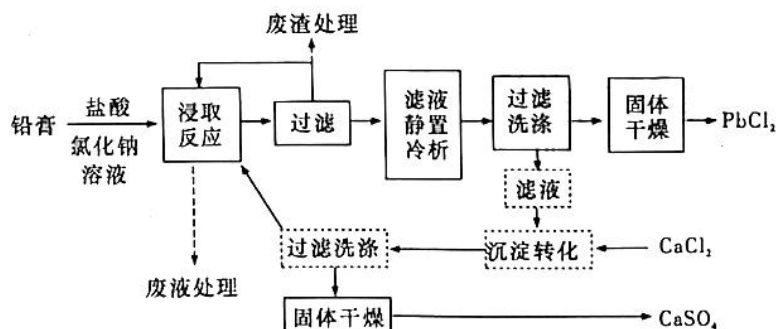 废渣处理
铅膏
盐酸
氯化钠
溶液
浸取
反应
过滤
滤液
静置
冷析
过滤
洗涤
固体
干燥
PbCl₂
滤液
过滤洗涤
沉淀转化
CaCl₂
废液处理
固体干燥
CaSO₄